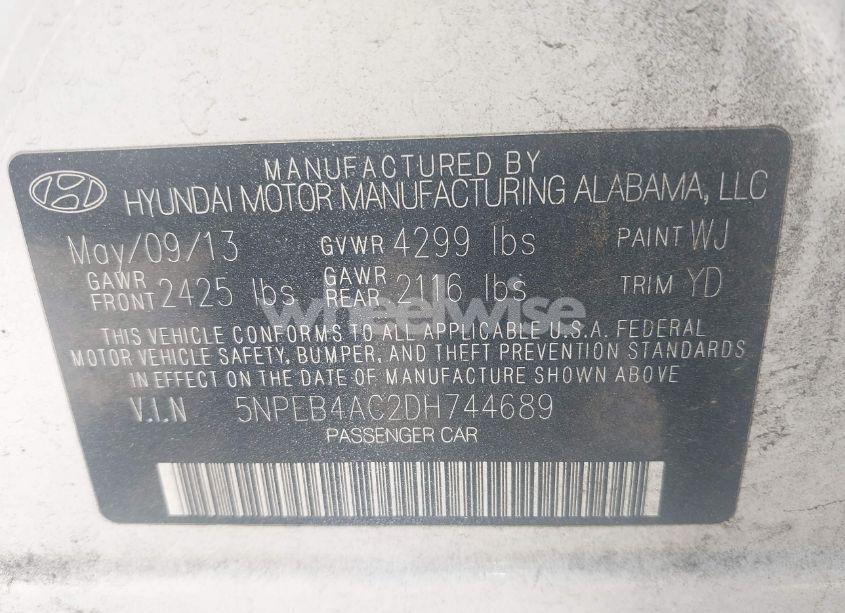 MANUFACTURED BY
HYUNDAI MOTOR MANUFACTURING ALABAMA, LLC
May/09/13 GVWR 4299 lbs PAINT WJ
GAWR FRONT 2425 lbs GAWR REAR 2116 lbs TRIM YD
wheelwise
THIS VEHICLE CONFORMS TO ALL APPLICABLE U.S.A. FEDERAL
MOTOR VEHICLE SAFETY, BUMPER, AND THEFT PREVENTION STANDARDS
IN EFFECT ON THE DATE OF MANUFACTURE SHOWN ABOVE
V.I.N 5NPEB4AC2DH744689
PASSENGER CAR